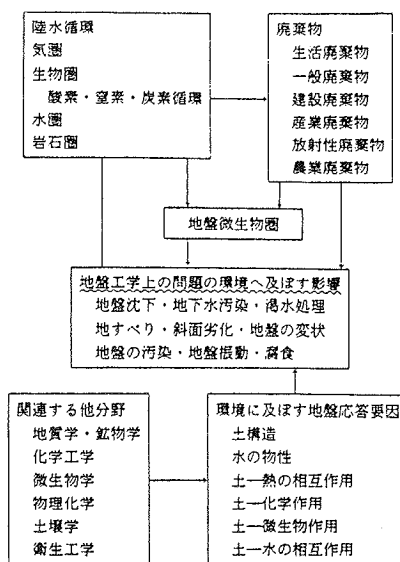 陸水循環
気圏
生物圏
酸素・窒素・炭素循環
水圏
岩石圏
廃棄物
生活廃棄物
一般廃棄物
建設廃棄物
産業廃棄物
放射性廃棄物
農業廃棄物
地盤微生物圏
地盤工学上の問題の環境へ及ぼす影響
地盤沈下・地下水汚染・濁水処理
地すべり・斜面劣化・地盤の変状
地盤の汚染・地盤振動・腐食
関連する他分野
地質学・鉱物学
化学工学
微生物学
物理化学
土壌学
衛生工学
環境に及ぼす地盤応答要因
土構造
水の物性
土―熱の相互作用
土―化学作用
土―微生物作用
土―水の相互作用